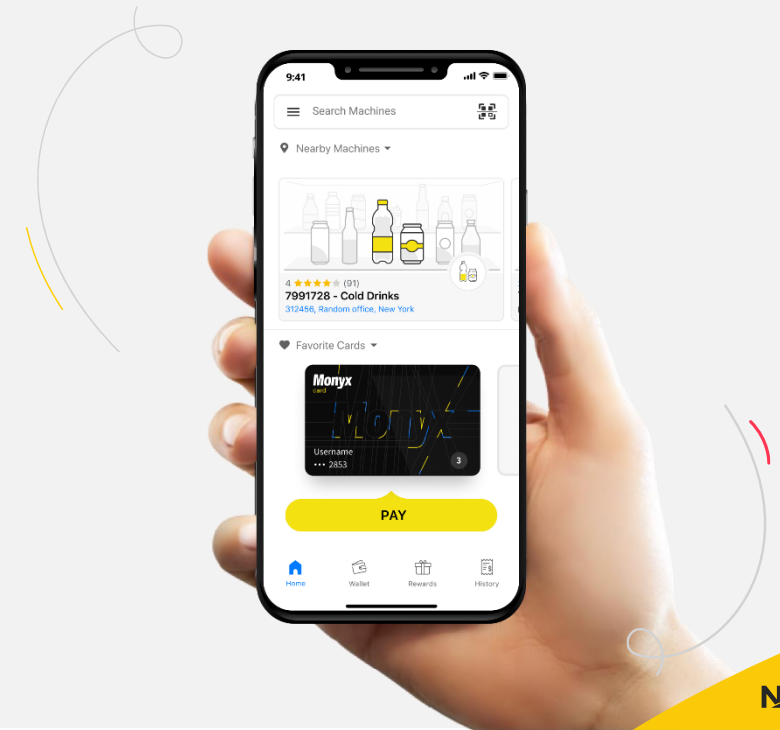 9:41
Search Machines
Nearby Machines
4 (91)
7991728 - Cold Drinks
312456, Random office, New York
Favorite Cards
Monyx
card
Monyx
Username
••• 2853
3
PAY
Home
Wallet
Rewards
History